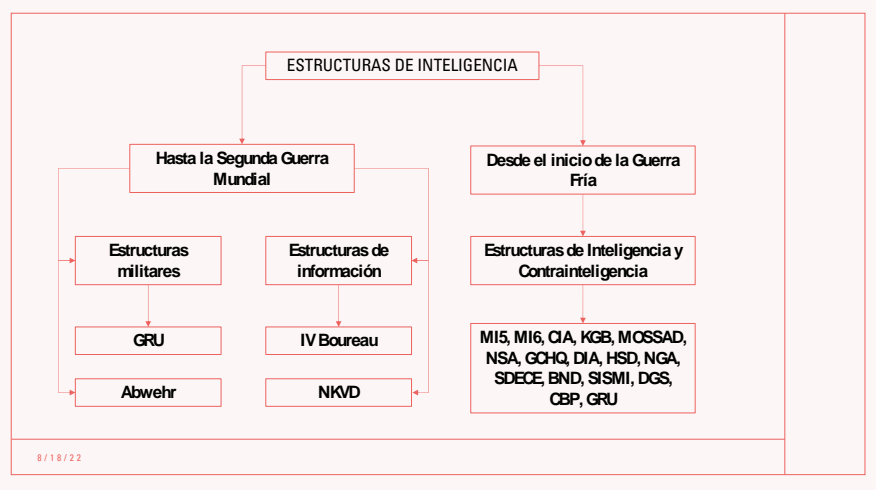 ESTRUCTURAS DE INTELIGENCIA
Hasta la Segunda Guerra
Mundial
Desde el inicio de la Guerra
Fría
Estructuras
militares
Estructuras de
información
Estructuras de Inteligencia y
Contrainteligencia
GRU
IV Boureau
MI5, MI6, CIA, KGB, MOSSAD,
NSA, GCHQ, DIA, HSD, NGA,
SDECE, BND, SISMI, DGS,
CBP, GRU
Abwehr
NKVD
8/18/22